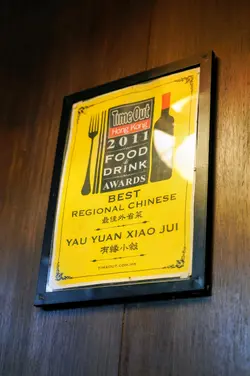 Time Out
Hong Kong
2011
FOOD
& DRINK
AWARDS
BEST
REGIONAL CHINESE
最佳外省菜
YAU YUAN XIAO JUI
有緣小敍